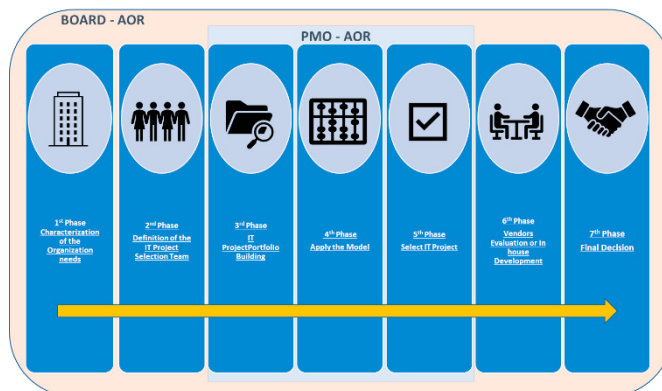 BOARD - AOR
PMO - AOR
1st Phase
Characterization
of the
Organization
needs
2nd Phase
Definition of the
IT Project
Selection Team
3rd Phase
IT
ProjectPortfolio
Building
4th Phase
Apply the Model
5th Phase
Select IT Project
6th Phase
Vendors
Evaluation or In
house
Development
7th Phase
Final Decision